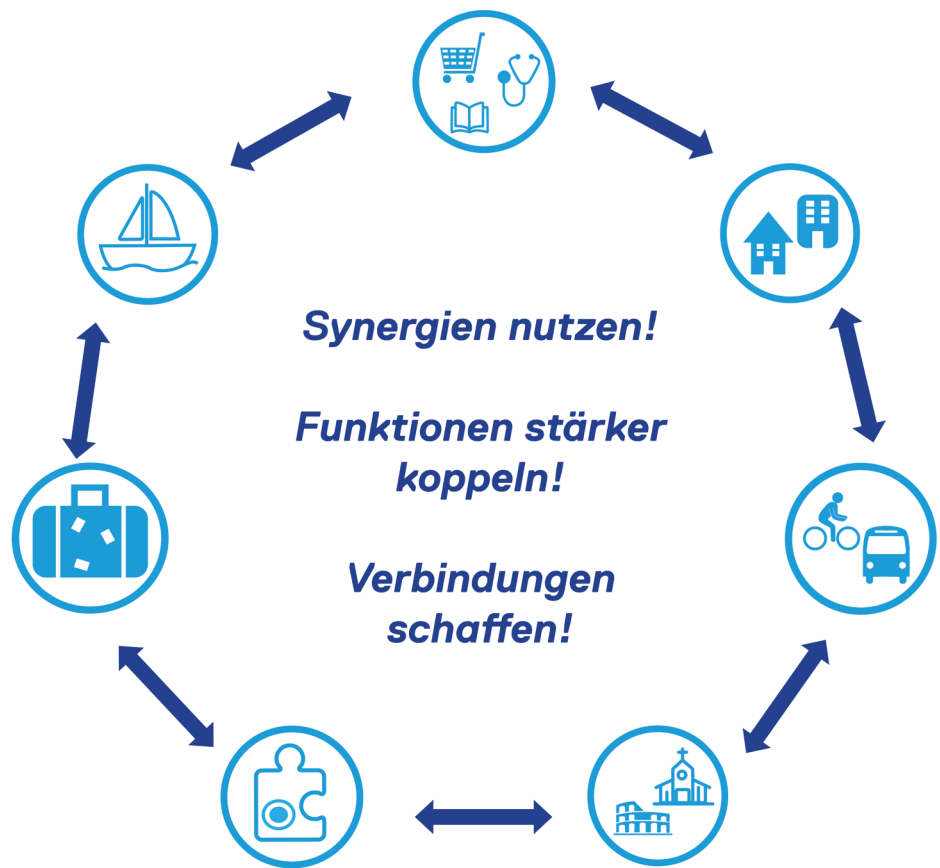 Synergien nutzen!
Funktionen stärker
koppeln!
Verbindungen
schaffen!